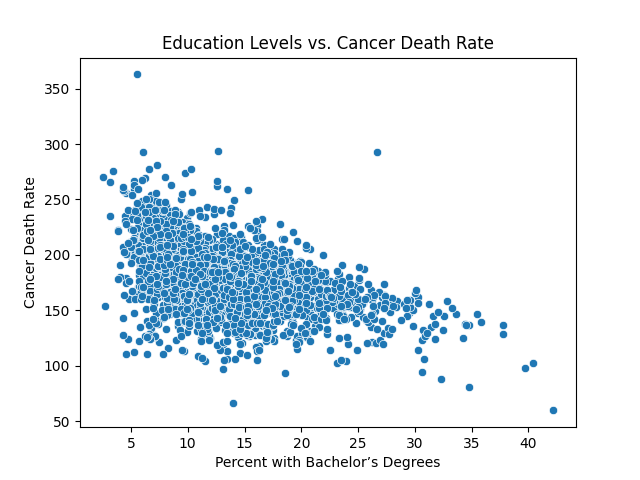 Education Levels vs. Cancer Death Rate
350
300
250
200
150
100
50
Cancer Death Rate
5 10 15 20 25 30 35 40
Percent with Bachelor’s Degrees